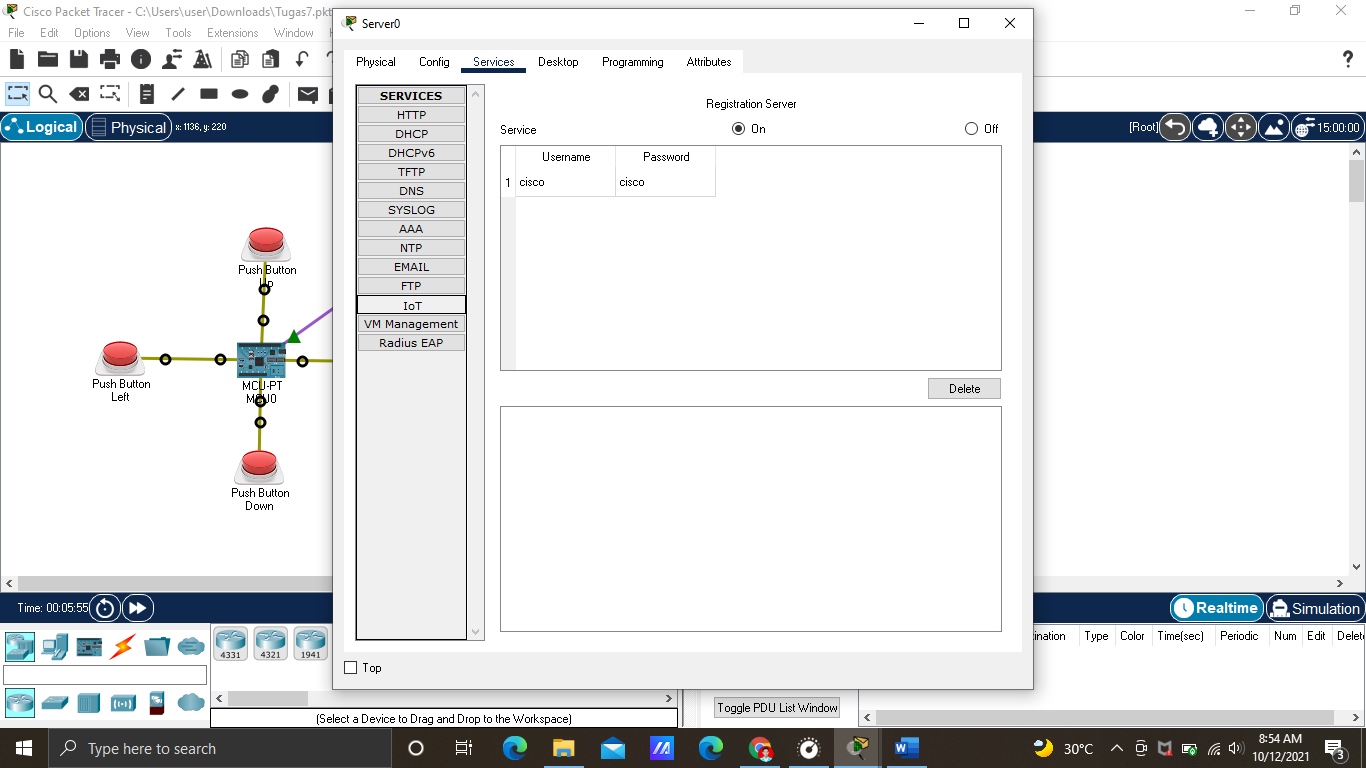 Cisco Packet Tracer - C:\Users\user\Downloads\Tugas7.pkt
File Edit Options View Tools Extensions Window
Logical
Physical
x: 1136, y: 220
[Root]
15:00:00
Server0
Physical Config Services Desktop Programming Attributes
SERVICES
HTTP
DHCP
DHCPv6
TFTP
DNS
SYSLOG
AAA
NTP
EMAIL
FTP
IoT
VM Management
Radius EAP
Registration Server
Service On Off
Username Password
1 cisco cisco
Delete
Top
Push Button
Up
Push Button
Left
MCU-PT
MCU0
Push Button
Down
Time: 00:05:55
Realtime
Simulation
4331 4321 1941
(Select a Device to Drag and Drop to the Workspace)
Toggle PDU List Window
Type Color Time(sec) Periodic Num Edit
Type here to search
30°C
8:54 AM
10/12/2021
3